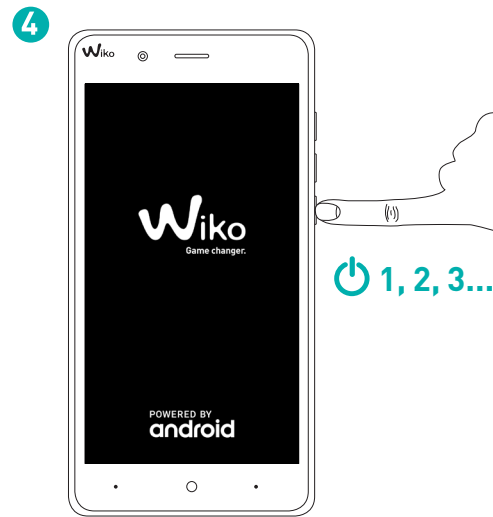 4
Wiko
Wiko
Game changer.
1, 2, 3...
POWERED BY
android